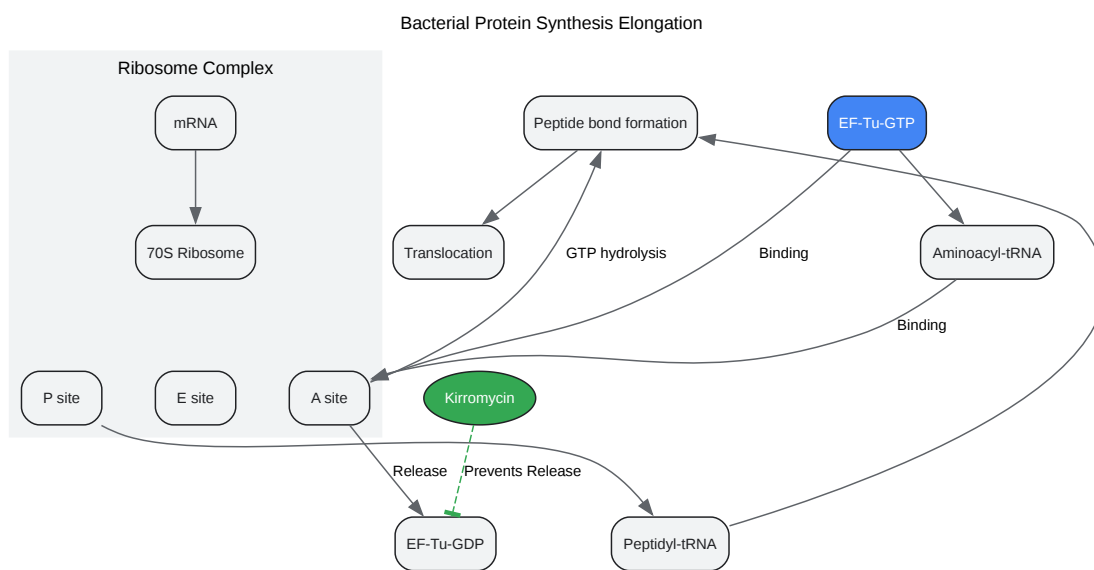 Bacterial Protein Synthesis Elongation
Ribosome Complex
mRNA
Peptide bond formation
EF-Tu-GTP
70S Ribosome
Translocation
GTP hydrolysis
Binding
Aminoacyl-tRNA
Binding
P site
E site
A site
Kirromycin
Release
Prevents Release
EF-Tu-GDP
Peptidyl-tRNA